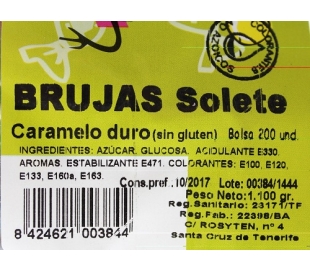 COLORANTES
BRUJAS Solete
Caramelo duro (sin gluten) Bolsa 200 und.
INGREDIENTES: AZÚCAR, GLUCOSA, ACIDULANTE E330,
AROMAS, ESTABILIZANTE E471. COLORANTES: E100, E120,
E133, E160a, E163.
Cons.pref.10/2017 Lote: 00384/1444
Peso Neto:1.100 gr.
Reg.Sanitario: 23171/TF
Reg.Fab.: 22398/BA
C/ ROSYTEN, nº 4
Santa Cruz de Tenerife
8 424621 003844